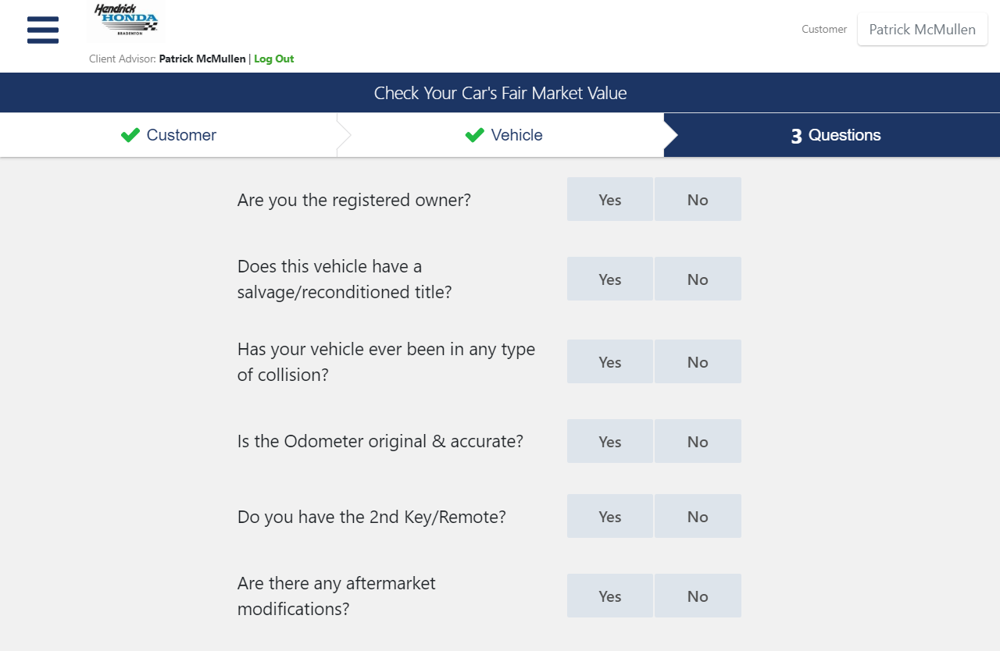 Hendrick
HONDA
BRADENTON
Customer
Patrick McMullen
Client Advisor: Patrick McMullen | Log Out
Check Your Car's Fair Market Value
Customer
Vehicle
3 Questions
Are you the registered owner?
Yes
No
Does this vehicle have a
salvage/reconditioned title?
Yes
No
Has your vehicle ever been in any type
of collision?
Yes
No
Is the Odometer original & accurate?
Yes
No
Do you have the 2nd Key/Remote?
Yes
No
Are there any aftermarket
modifications?
Yes
No